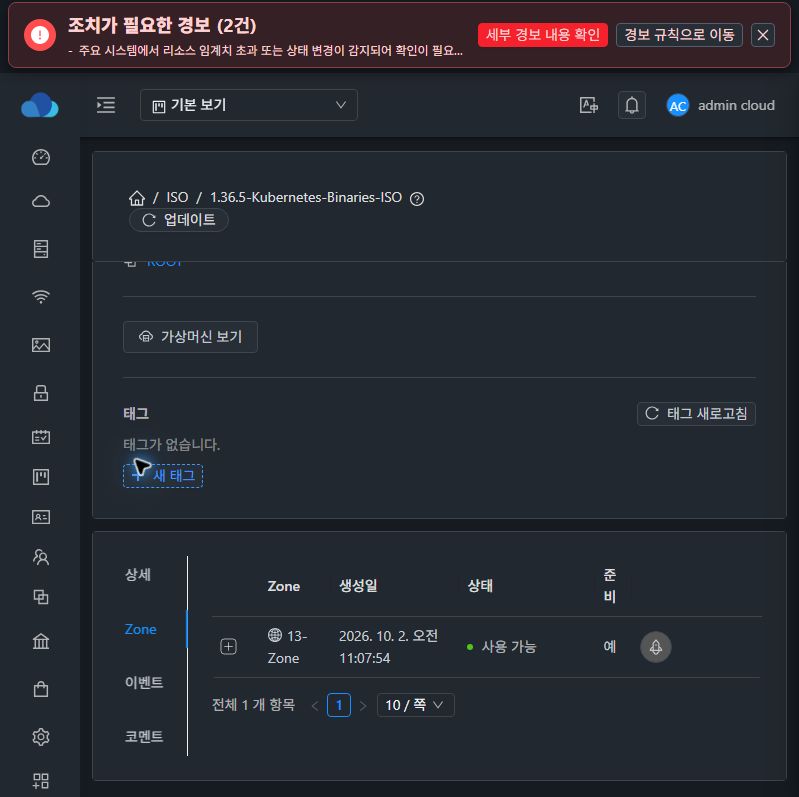 조치가 필요한 경보 (2건)
- 주요 시스템에서 리소스 임계치 초과 또는 상태 변경이 감지되어 확인이 필요...
세부 경보 내용 확인
경보 규칙으로 이동
기본 보기
AC
admin cloud
/ ISO / 1.36.5-Kubernetes-Binaries-ISO
업데이트
ROOT
가상머신 보기
태그
태그 새로고침
태그가 없습니다.
+ 새 태그
상세
Zone
이벤트
코멘트
Zone 생성일 상태 준비
13-Zone 2026. 10. 2. 오전 11:07:54 사용 가능 예
전체 1 개 항목 < 1 > 10 / 쪽